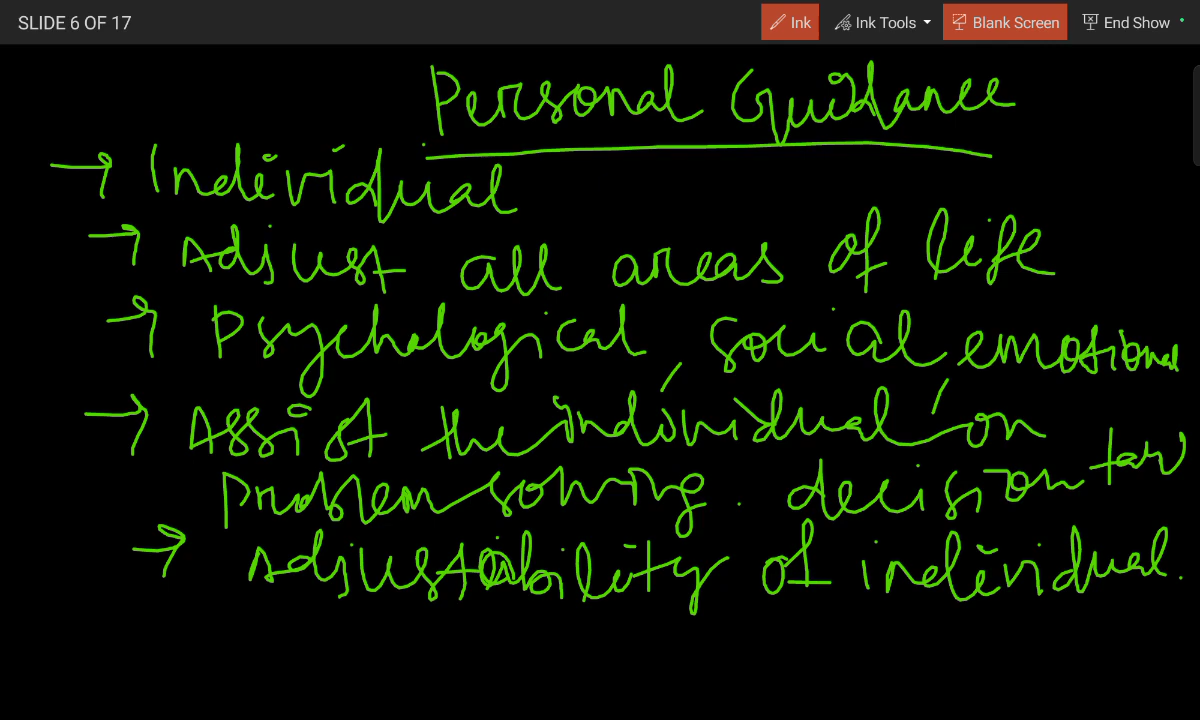 SLIDE 6 OF 17 Ink Ink Tools Blank Screen End Show
Personal Guidance
→ Individual
→ Adjust all areas of life
→ Psychological, social, emotional
→ Assist the individual in
problem solving. decision
→ Adjustability of individual.